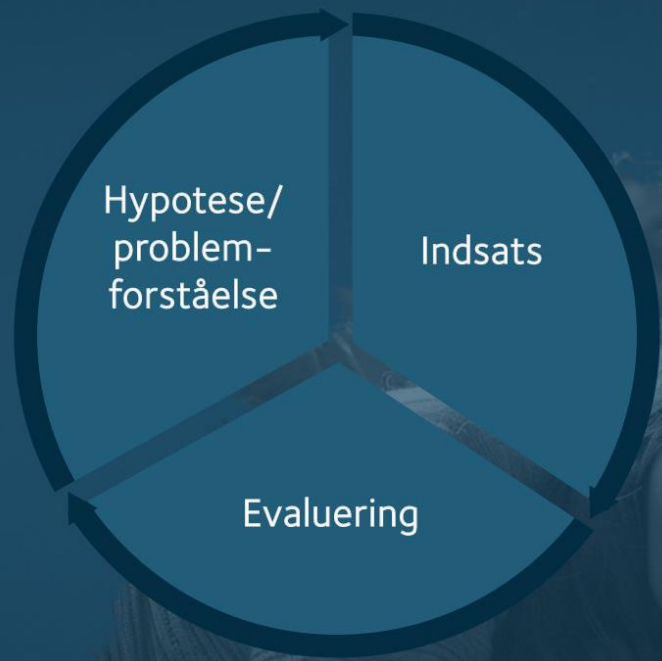 Hypotese/
problem-
forståelse
Indsats
Evaluering